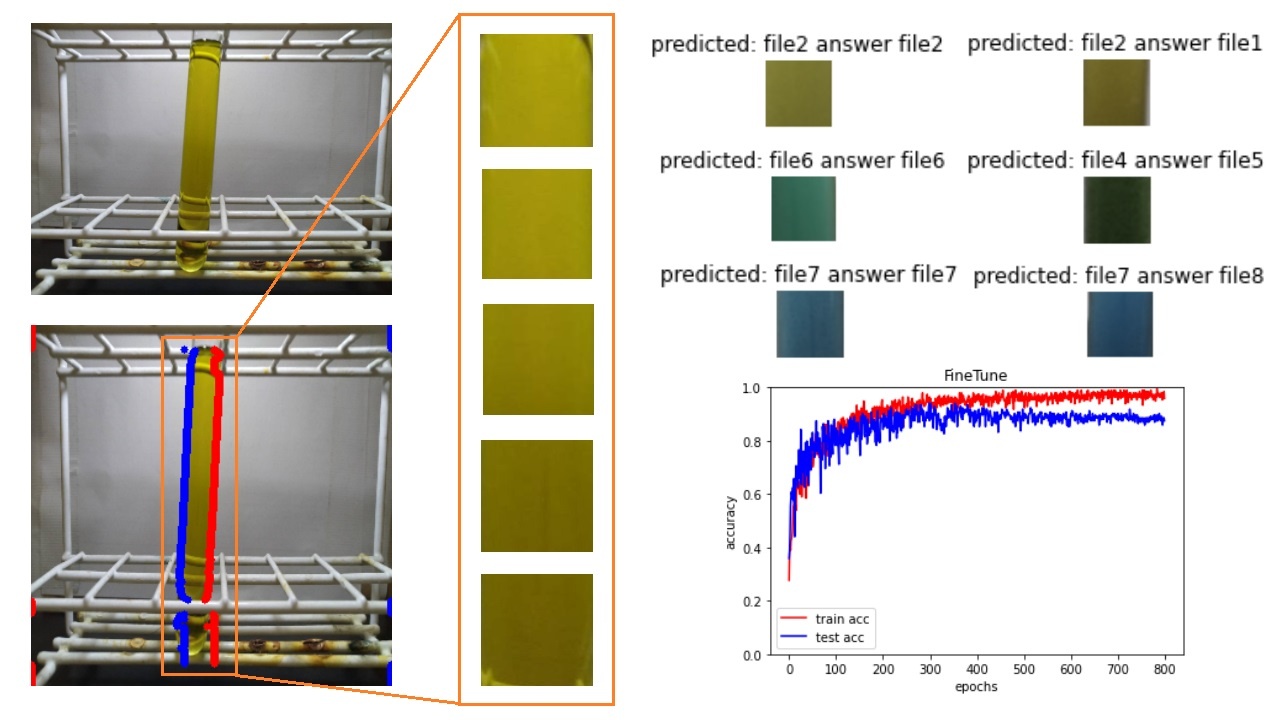 predicted: file2 answer file2
predicted: file2 answer file1
predicted: file6 answer file6
predicted: file4 answer file5
predicted: file7 answer file7
predicted: file7 answer file8
FineTune
1.0
0.8
0.6
0.4
0.2
0.0
accuracy
train acc
test acc
0 100 200 300 400 500 600 700 800
epochs